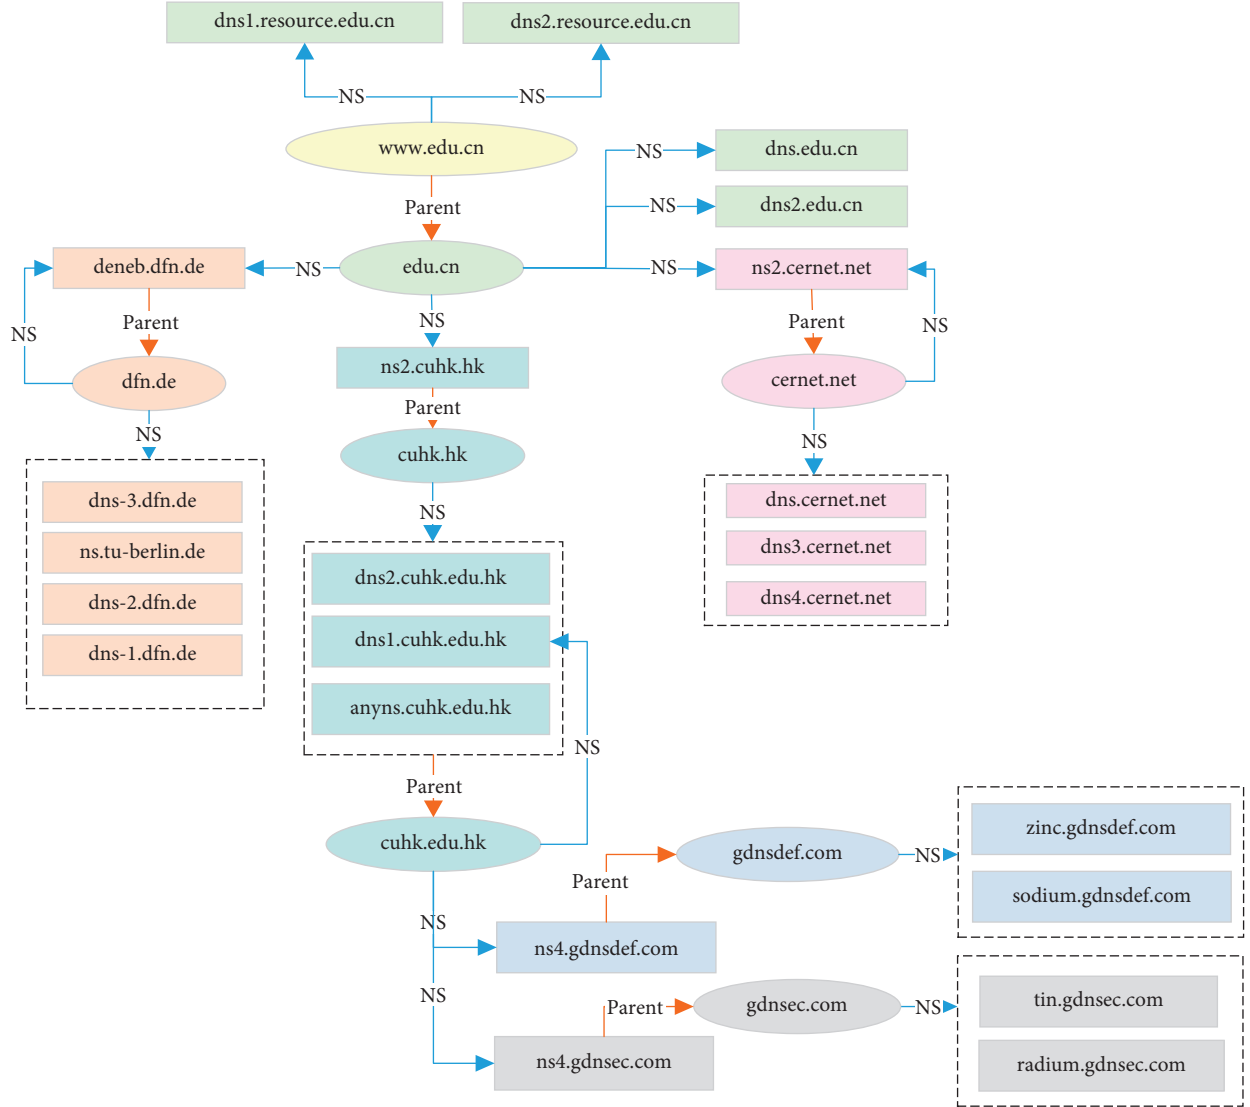 dns1.resource.edu.cn
dns2.resource.edu.cn
NS
NS
www.edu.cn
Parent
NS
dns.edu.cn
NS
dns2.edu.cn
deneb.dfn.de
NS
edu.cn
NS
ns2.cernet.net
NS
Parent
NS
Parent
NS
dfn.de
ns2.cuhk.hk
cernet.net
Parent
NS
cuhk.hk
NS
NS
dns-3.dfn.de
ns.tu-berlin.de
dns-2.dfn.de
dns-1.dfn.de
dns.cernet.net
dns3.cernet.net
dns4.cernet.net
dns2.cuhk.edu.hk
dns1.cuhk.edu.hk
anyns.cuhk.edu.hk
NS
Parent
cuhk.edu.hk
gdnsdef.com
NS
zinc.gdnsdef.com
sodium.gdnsdef.com
Parent
NS
ns4.gdnsdef.com
NS
Parent
gdnsec.com
NS
tin.gdnsec.com
radium.gdnsec.com
ns4.gdnsec.com